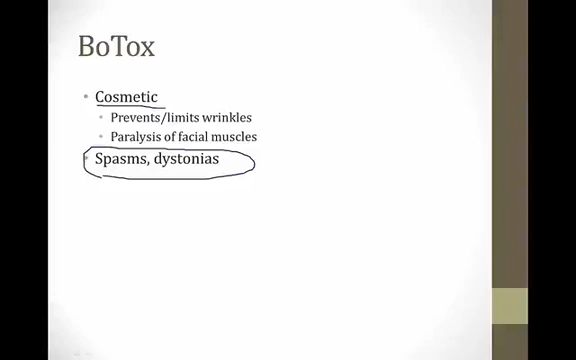 BoTox
• Cosmetic
• Prevents/limits wrinkles
• Paralysis of facial muscles
• Spasms, dystonias